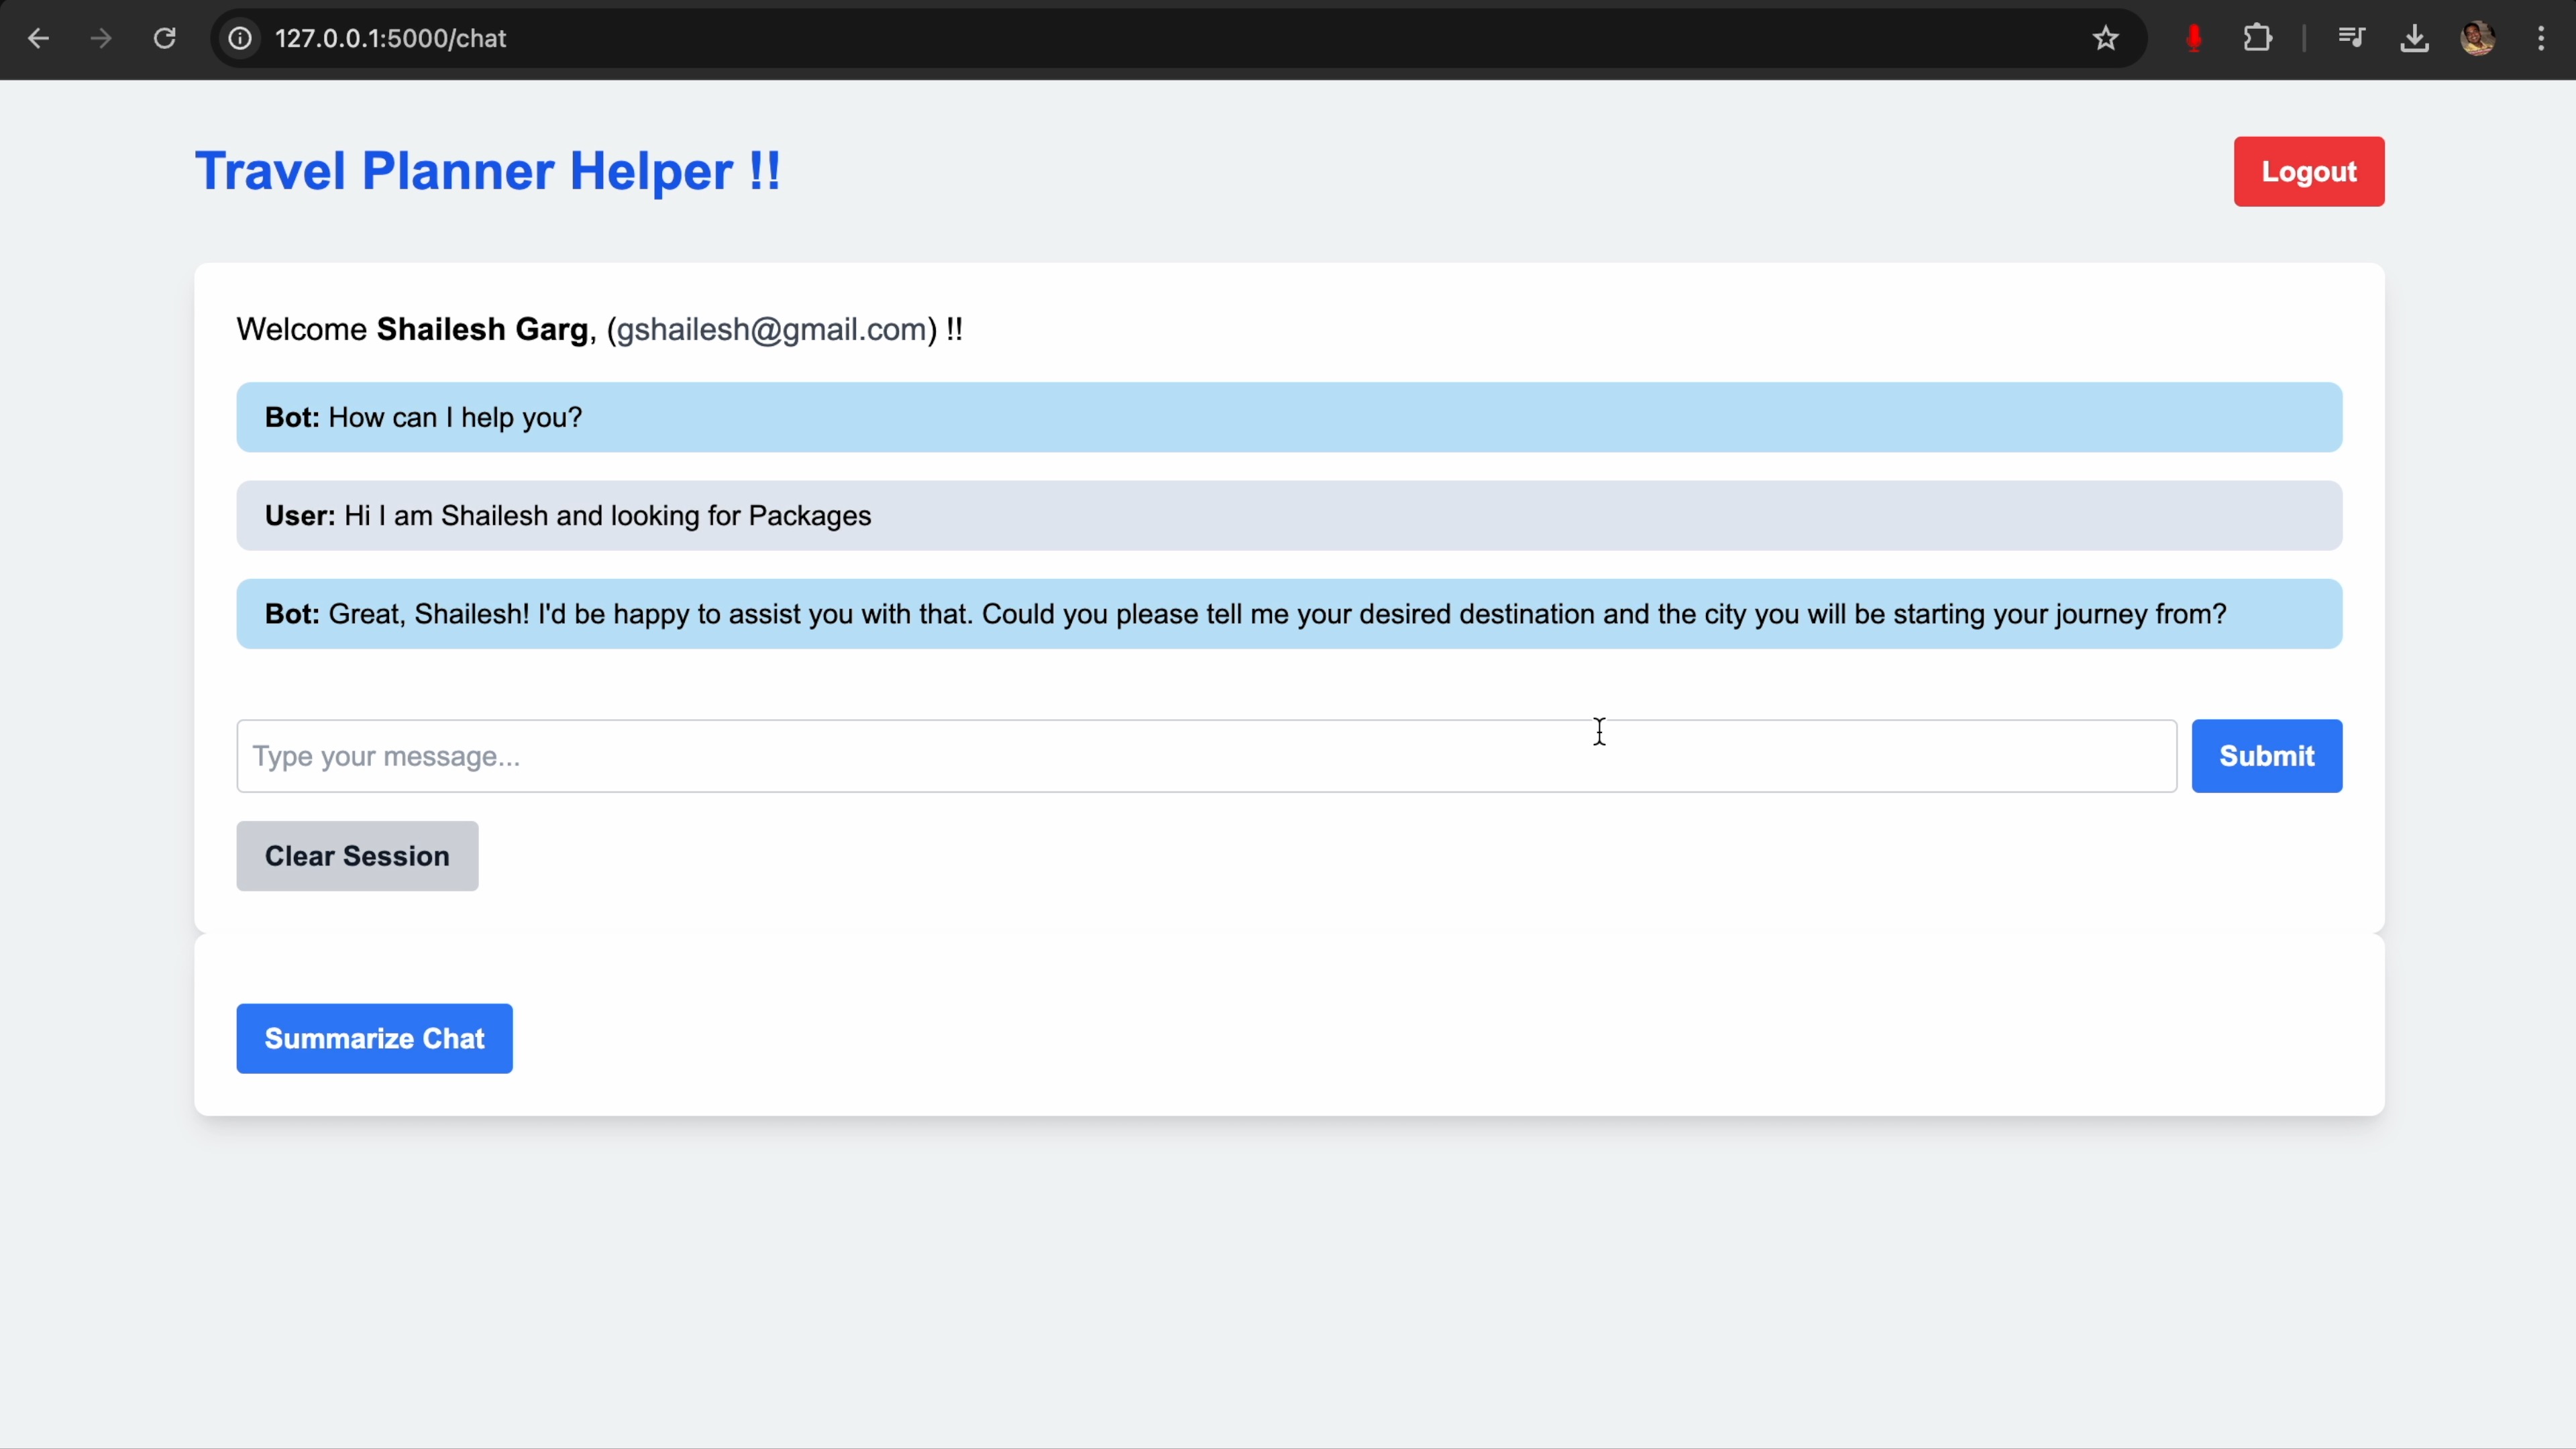 127.0.0.1:5000/chat
Travel Planner Helper !!
Logout
Welcome Shailesh Garg, (gshailesh@gmail.com) !!
Bot: How can I help you?
User: Hi I am Shailesh and looking for Packages
Bot: Great, Shailesh! I'd be happy to assist you with that. Could you please tell me your desired destination and the city you will be starting your journey from?
Type your message...
Submit
Clear Session
Summarize Chat